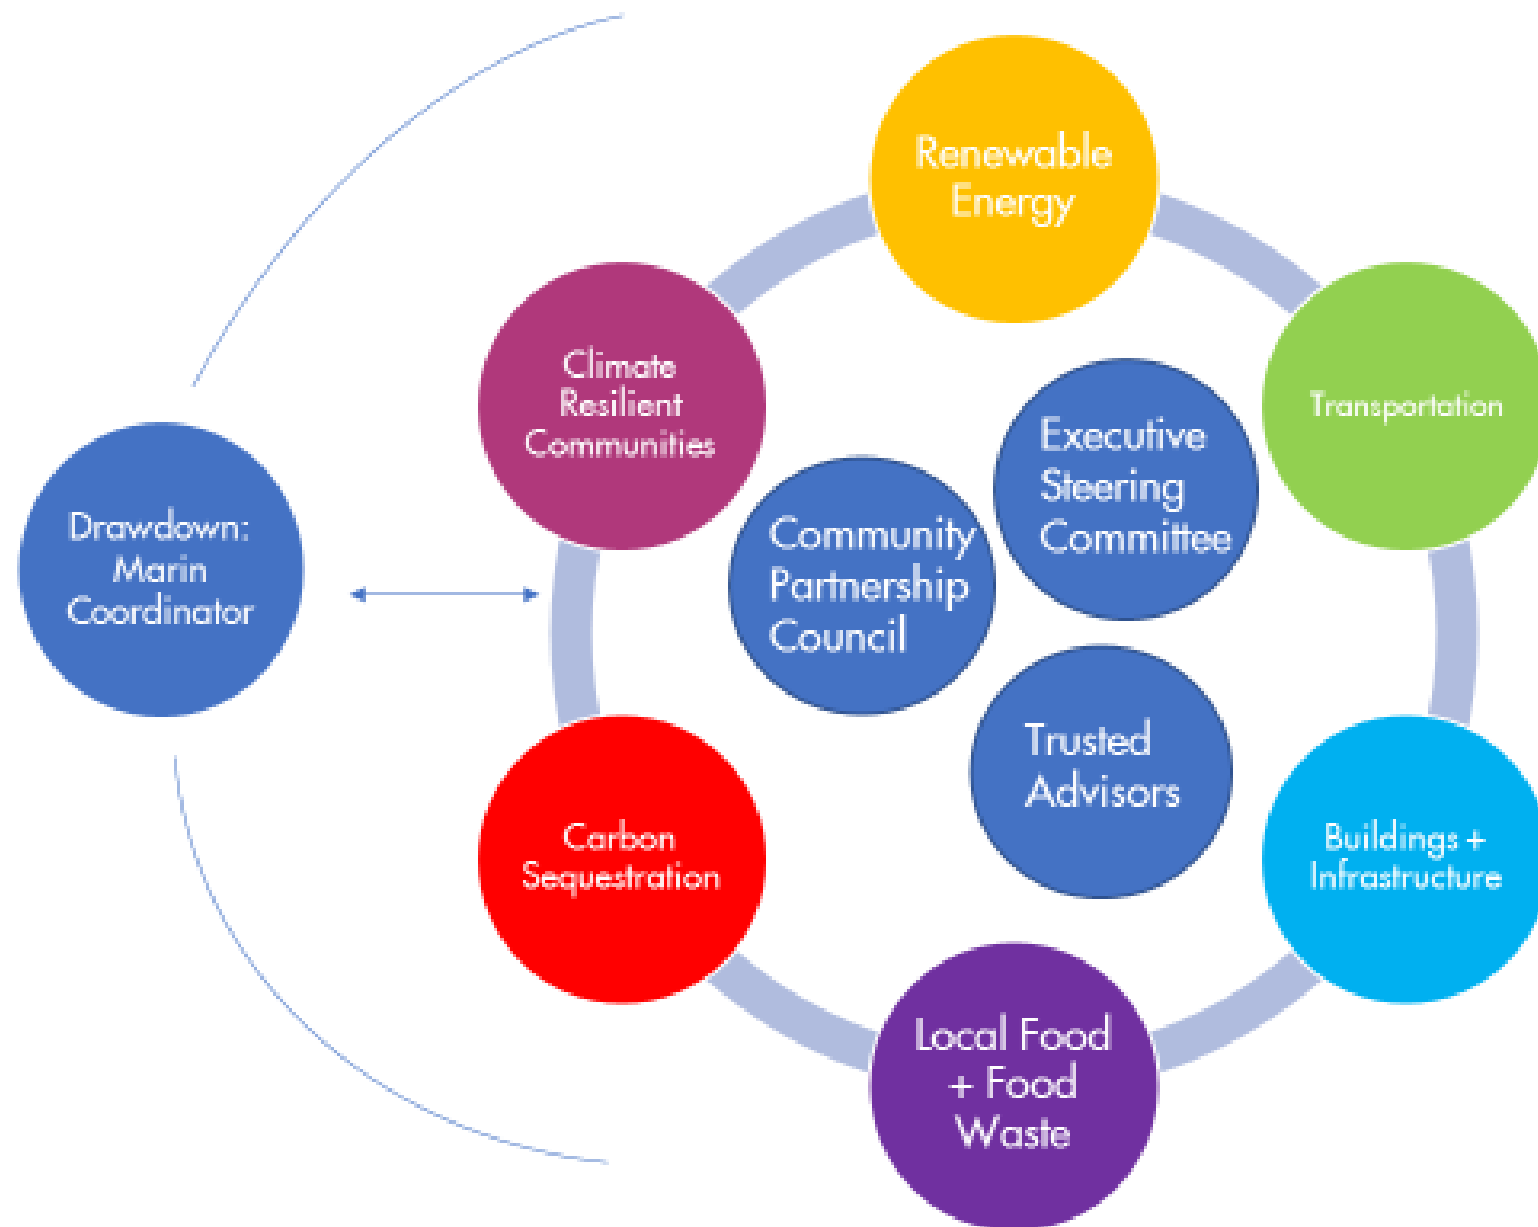 Renewable
Energy
Transportation
Climate
Resilient
Communities
Executive
Steering
Committee
Community
Partnership
Council
Drawdown:
Marin
Coordinator
Trusted
Advisors
Carbon
Sequestration
Buildings +
Infrastructure
Local Food
+ Food
Waste